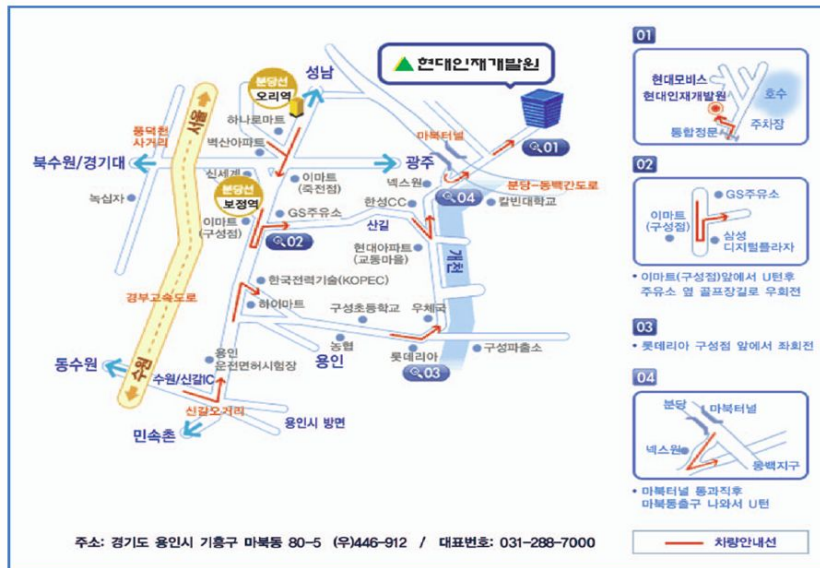 현대인재개발원
분당선
오리역
성남
하나로마트
풍덕천
사거리
서울
벽산아파트
마북터널
01
북수원/경기대
신세계
이마트
(죽전점)
광주
넥스원
분당-동백간도로
녹십자
분당선
보정역
GS주유소
한성CC
04
칼빈대학교
이마트
(구성점)
02
산길
현대아파트
(교동마을)
개천
경부고속도로
한국전력기술(KOPEC)
하이마트
구성초등학교
우체국
동수원
용인
운전면허시험장
용인
농협
롯데리아
구성파출소
03
수원
수원/신갈IC
신갈오거리
민속촌
용인시 방면
01
현대모비스
현대인재개발원
호수
주차장
통합정문
02
GS주유소
이마트
(구성점)
삼성
디지털플라자
• 이마트(구성점)앞에서 U턴후
주유소 옆 골프장길로 우회전
03
• 롯데리아 구성점 앞에서 좌회전
04
분당
마북터널
넥스원
동백지구
• 마북터널 통과직후
마북동출구 나와서 U턴
차량안내선
주소: 경기도 용인시 기흥구 마북동 80-5 (우)446-912 / 대표번호: 031-288-7000